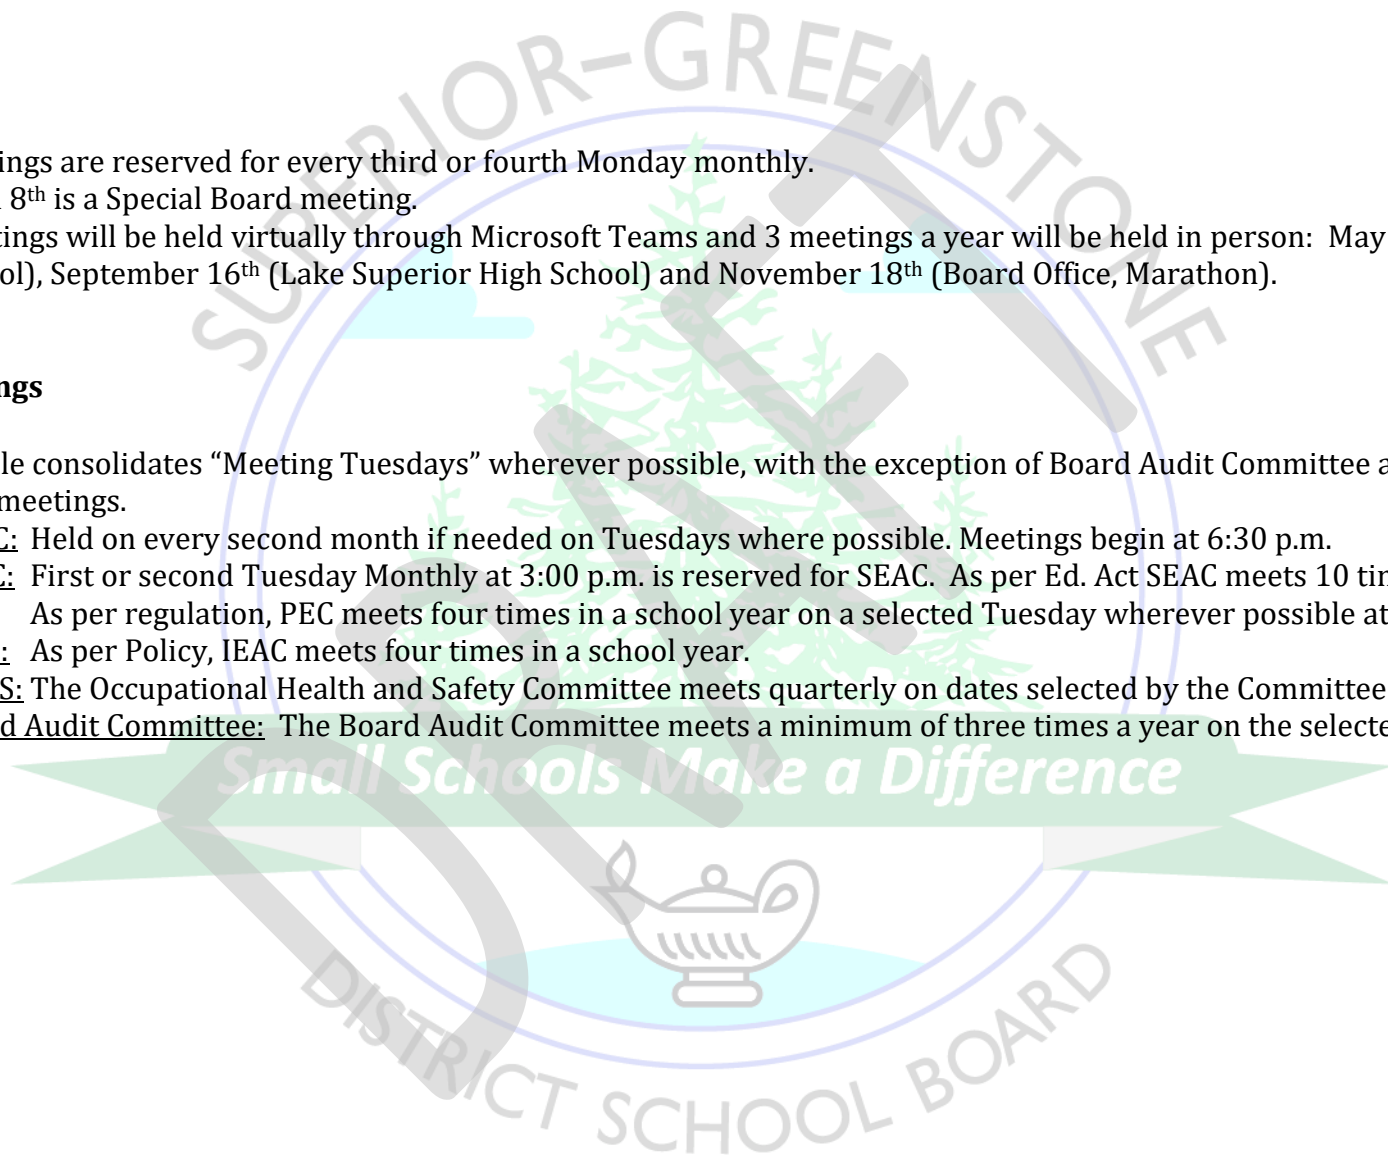 SUPERIOR-GREENSTONE
ings are reserved for every third or fourth Monday monthly.
8th is a Special Board meeting.
tings will be held virtually through Microsoft Teams and 3 meetings a year will be held in person: May
ol), September 16th (Lake Superior High School) and November 18th (Board Office, Marathon).
ngs
le consolidates “Meeting Tuesdays” wherever possible, with the exception of Board Audit Committee a
meetings.
C: Held on every second month if needed on Tuesdays where possible. Meetings begin at 6:30 p.m.
C: First or second Tuesday Monthly at 3:00 p.m. is reserved for SEAC. As per Ed. Act SEAC meets 10 tim
As per regulation, PEC meets four times in a school year on a selected Tuesday wherever possible at
: As per Policy, IEAC meets four times in a school year.
S: The Occupational Health and Safety Committee meets quarterly on dates selected by the Committee
d Audit Committee: The Board Audit Committee meets a minimum of three times a year on the selecte
Small Schools Make a Difference
DISTRICT SCHOOL BOARD
DRAFT